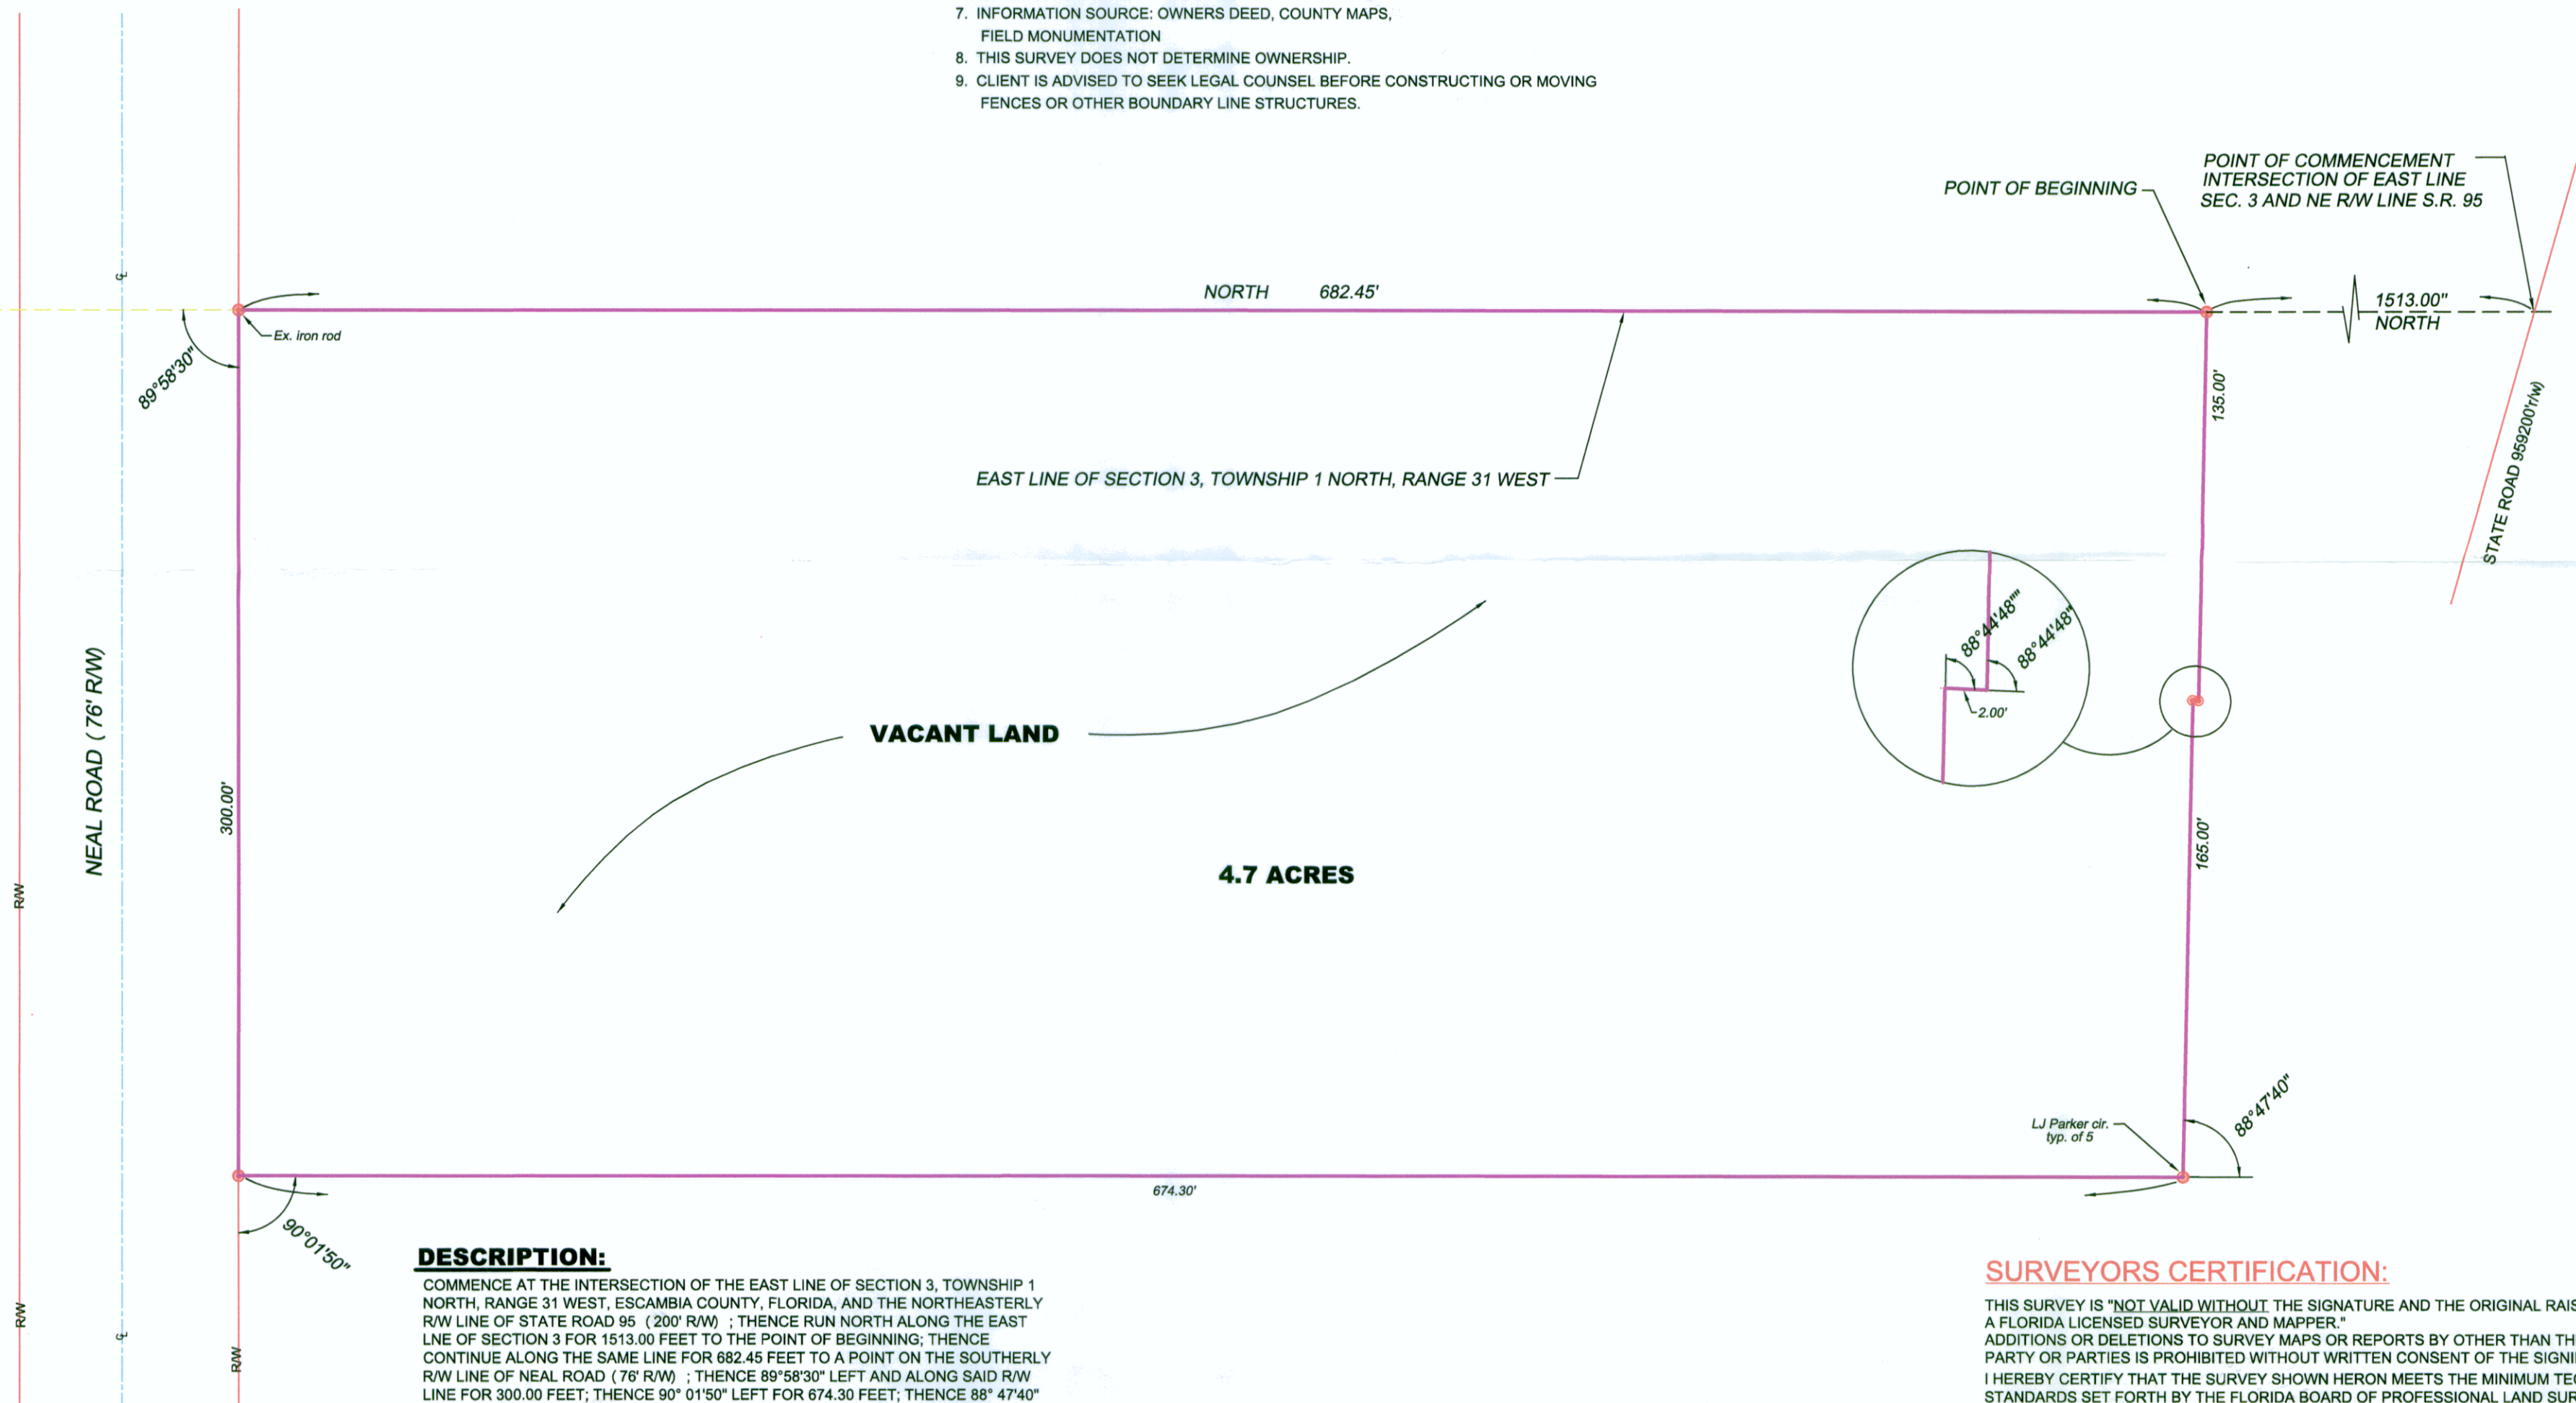 7. INFORMATION SOURCE: OWNERS DEED, COUNTY MAPS,
FIELD MONUMENTATION
8. THIS SURVEY DOES NOT DETERMINE OWNERSHIP.
9. CLIENT IS ADVISED TO SEEK LEGAL COUNSEL BEFORE CONSTRUCTING OR MOVING
FENCES OR OTHER BOUNDARY LINE STRUCTURES.
POINT OF COMMENCEMENT
INTERSECTION OF EAST LINE
SEC. 3 AND NE R/W LINE S.R. 95
POINT OF BEGINNING
NORTH 682.45'
1513.00"
NORTH
Ex. iron rod
89°58'30"
135.00'
STATE ROAD 959200'r/w)
EAST LINE OF SECTION 3, TOWNSHIP 1 NORTH, RANGE 31 WEST
88°44'48""
88°44'48"
2.00'
NEAL ROAD ( 76' R/W)
VACANT LAND
300.00'
165.00'
4.7 ACRES
R/W
88°47'40"
LJ Parker cir.
typ. of 5
674.30'
90°01'50"
R/W
R/W
DESCRIPTION:
COMMENCE AT THE INTERSECTION OF THE EAST LINE OF SECTION 3, TOWNSHIP 1
NORTH, RANGE 31 WEST, ESCAMBIA COUNTY, FLORIDA, AND THE NORTHEASTERLY
R/W LINE OF STATE ROAD 95 ( 200' R/W) ; THENCE RUN NORTH ALONG THE EAST
LNE OF SECTION 3 FOR 1513.00 FEET TO THE POINT OF BEGINNING; THENCE
CONTINUE ALONG THE SAME LINE FOR 682.45 FEET TO A POINT ON THE SOUTHERLY
R/W LINE OF NEAL ROAD ( 76' R/W) ; THENCE 89°58'30" LEFT AND ALONG SAID R/W
LINE FOR 300.00 FEET; THENCE 90° 01'50" LEFT FOR 674.30 FEET; THENCE 88° 47'40"
SURVEYORS CERTIFICATION:
THIS SURVEY IS "NOT VALID WITHOUT THE SIGNATURE AND THE ORIGINAL RAIS
A FLORIDA LICENSED SURVEYOR AND MAPPER."
ADDITIONS OR DELETIONS TO SURVEY MAPS OR REPORTS BY OTHER THAN TH
PARTY OR PARTIES IS PROHIBITED WITHOUT WRITTEN CONSENT OF THE SIGNI
I HEREBY CERTIFY THAT THE SURVEY SHOWN HERON MEETS THE MINIMUM TE
STANDARDS SET FORTH BY THE FLORIDA BOARD OF PROFESSIONAL LAND SUR